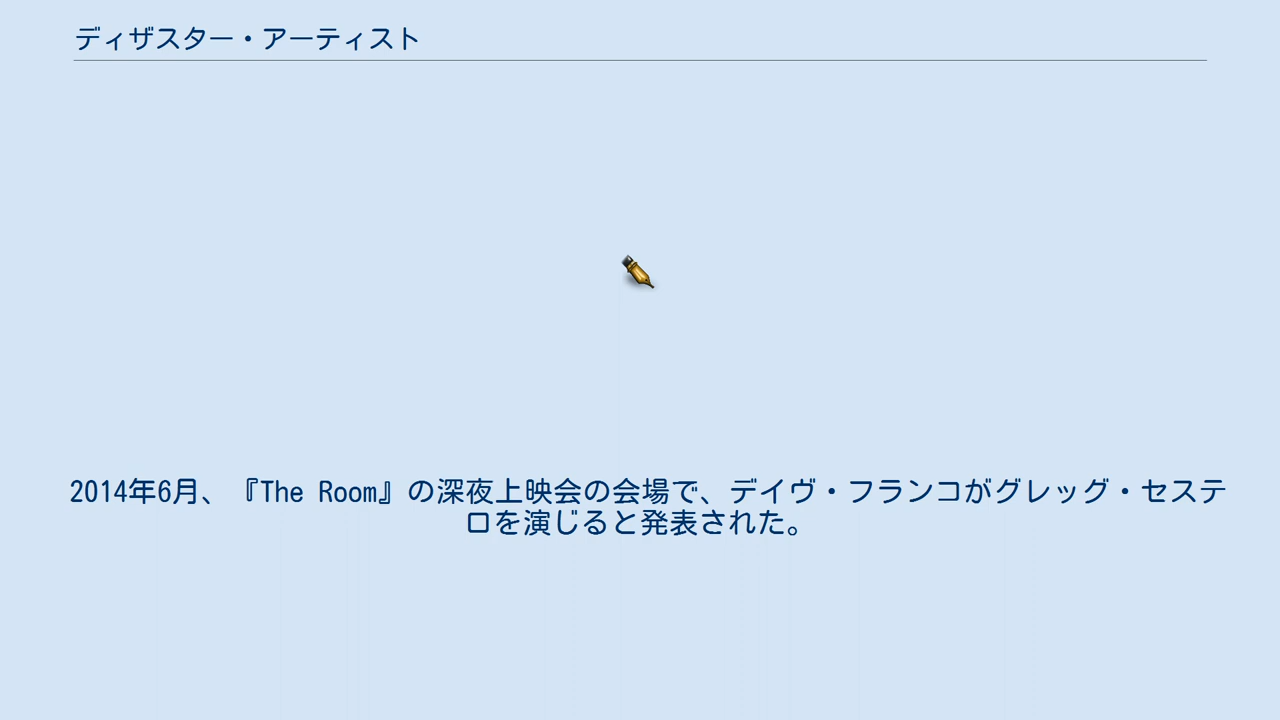 ディザスター・アーティスト
2014年6月、『The Room』の深夜上映会の会場で、デイヴ・フランコがグレッグ・セステ
ロを演じると発表された。